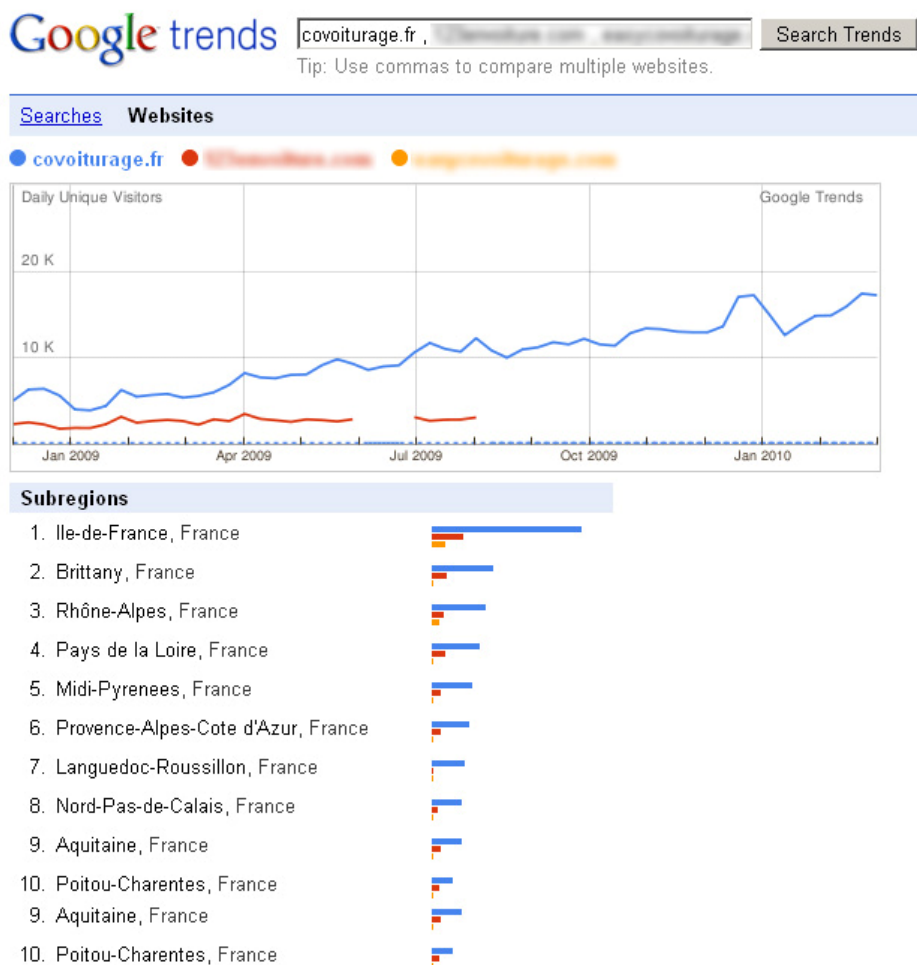 Google trends
covoiturage.fr ,
Search Trends
Tip: Use commas to compare multiple websites.
Searches Websites
covoiturage.fr
Daily Unique Visitors
Google Trends
20 K
10 K
Jan 2009 Apr 2009 Jul 2009 Oct 2009 Jan 2010
Subregions
1. Ile-de-France, France
2. Brittany, France
3. Rhône-Alpes, France
4. Pays de la Loire, France
5. Midi-Pyrenees, France
6. Provence-Alpes-Cote d'Azur, France
7. Languedoc-Roussillon, France
8. Nord-Pas-de-Calais, France
9. Aquitaine, France
10. Poitou-Charentes, France
9. Aquitaine, France
10. Poitou-Charentes, France